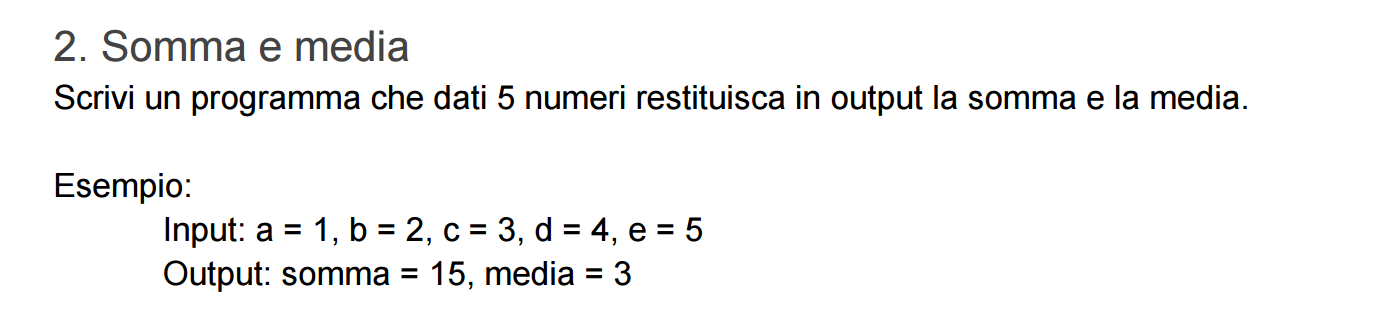 2. Somma e media
Scrivi un programma che dati 5 numeri restituisca in output la somma e la media.
Esempio:
Input: a = 1, b = 2, c = 3, d = 4, e = 5
Output: somma = 15, media = 3